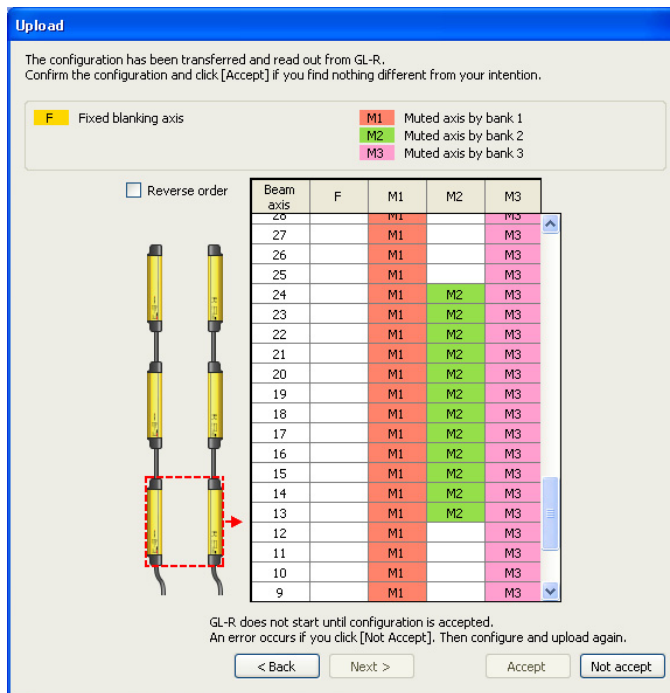 Upload
The configuration has been transferred and read out from GL-R.
Confirm the configuration and click [Accept] if you find nothing different from your intention.
F Fixed blanking axis
M1 Muted axis by bank 1
M2 Muted axis by bank 2
M3 Muted axis by bank 3
Reverse order
Beam axis F M1 M2 M3
28 M1 M3
27 M1 M3
26 M1 M3
25 M1 M3
24 M1 M2 M3
23 M1 M2 M3
22 M1 M2 M3
21 M1 M2 M3
20 M1 M2 M3
19 M1 M2 M3
18 M1 M2 M3
17 M1 M2 M3
16 M1 M2 M3
15 M1 M2 M3
14 M1 M2 M3
13 M1 M2 M3
12 M1 M3
11 M1 M3
10 M1 M3
9 M1 M3
GL-R does not start until configuration is accepted.
An error occurs if you click [Not Accept]. Then configure and upload again.
< Back Next > Accept Not accept